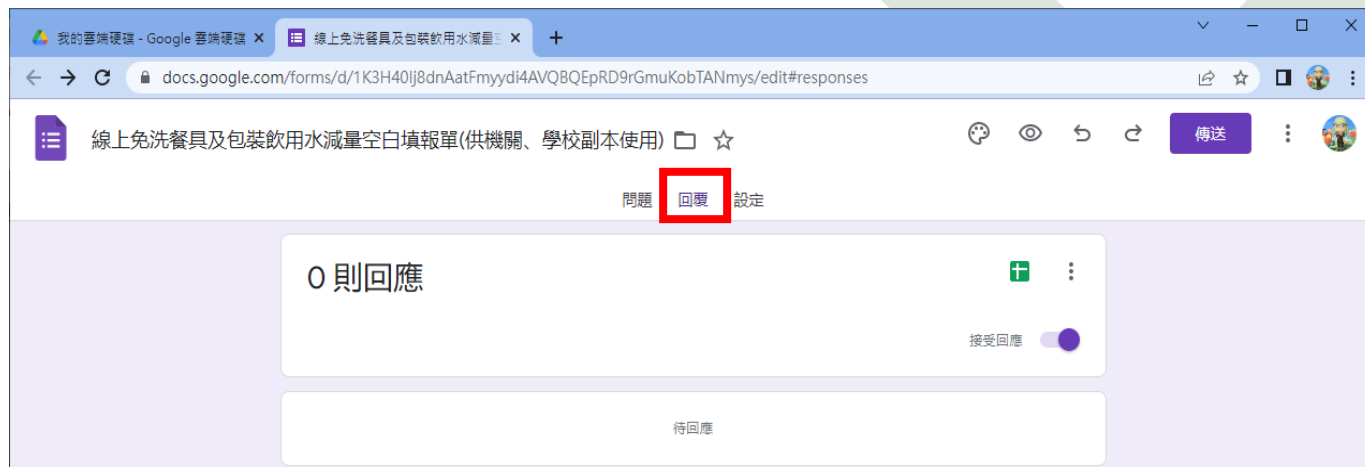 我的雲端硬碟 - Google 雲端硬碟
線上免洗餐具及包裝飲用水減量
docs.google.com/forms/d/1K3H40lj8dnAatFmyydi4AVQBQEpRD9rGmuKobTANmys/edit#responses
線上免洗餐具及包裝飲用水減量空白填報單(供機關、學校副本使用)
傳送
問題 回覆 設定
0 則回應
接受回應
待回應